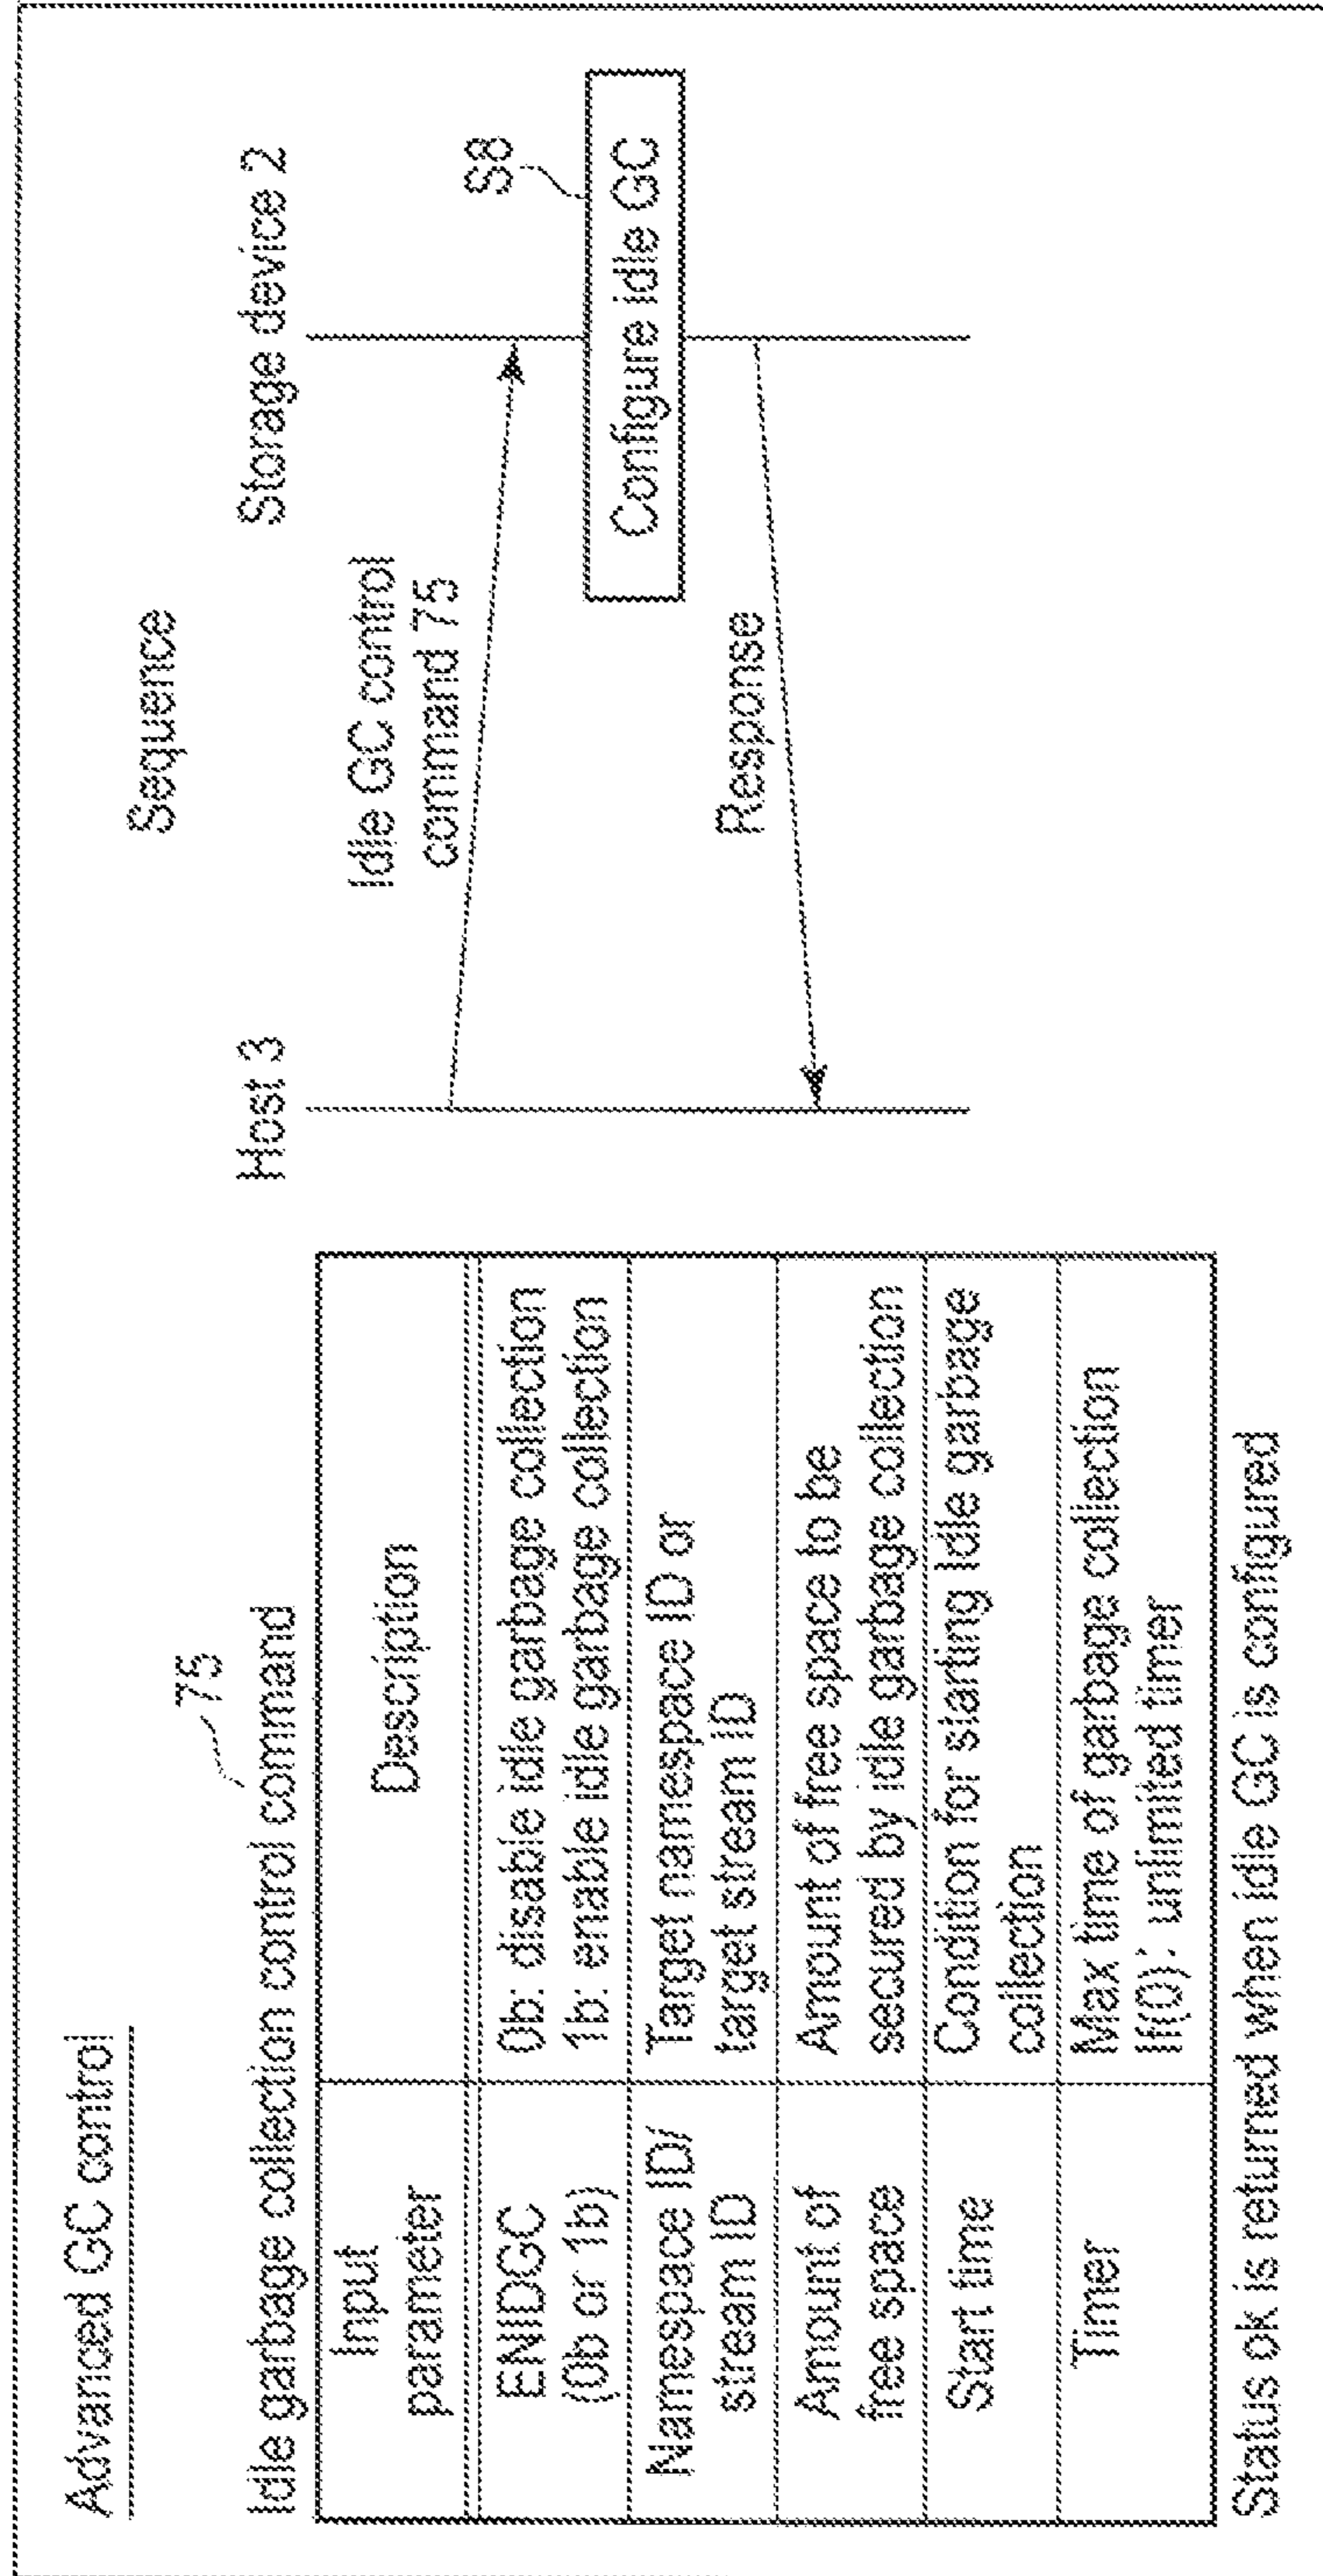 Advanced GC control
75
Idle garbage collection control command
Input
parameter
Description
ENIDGC
(0b or 1b)
0b: disable idle garbage collection
1b: enable idle garbage collection
Namespace ID/
stream ID
Target namespace ID or
target stream ID
Amount of
free space
Amount of free space to be
secured by idle garbage collection
Start time
Condition for starting Idle garbage
collection
Timer
Max time of garbage collection
If(0): unlimited timer
Status ok is returned when idle GC is configured
Sequence
Host 3
Storage device 2
Idle GC control
command 75
S8
Configure idle GC
Response